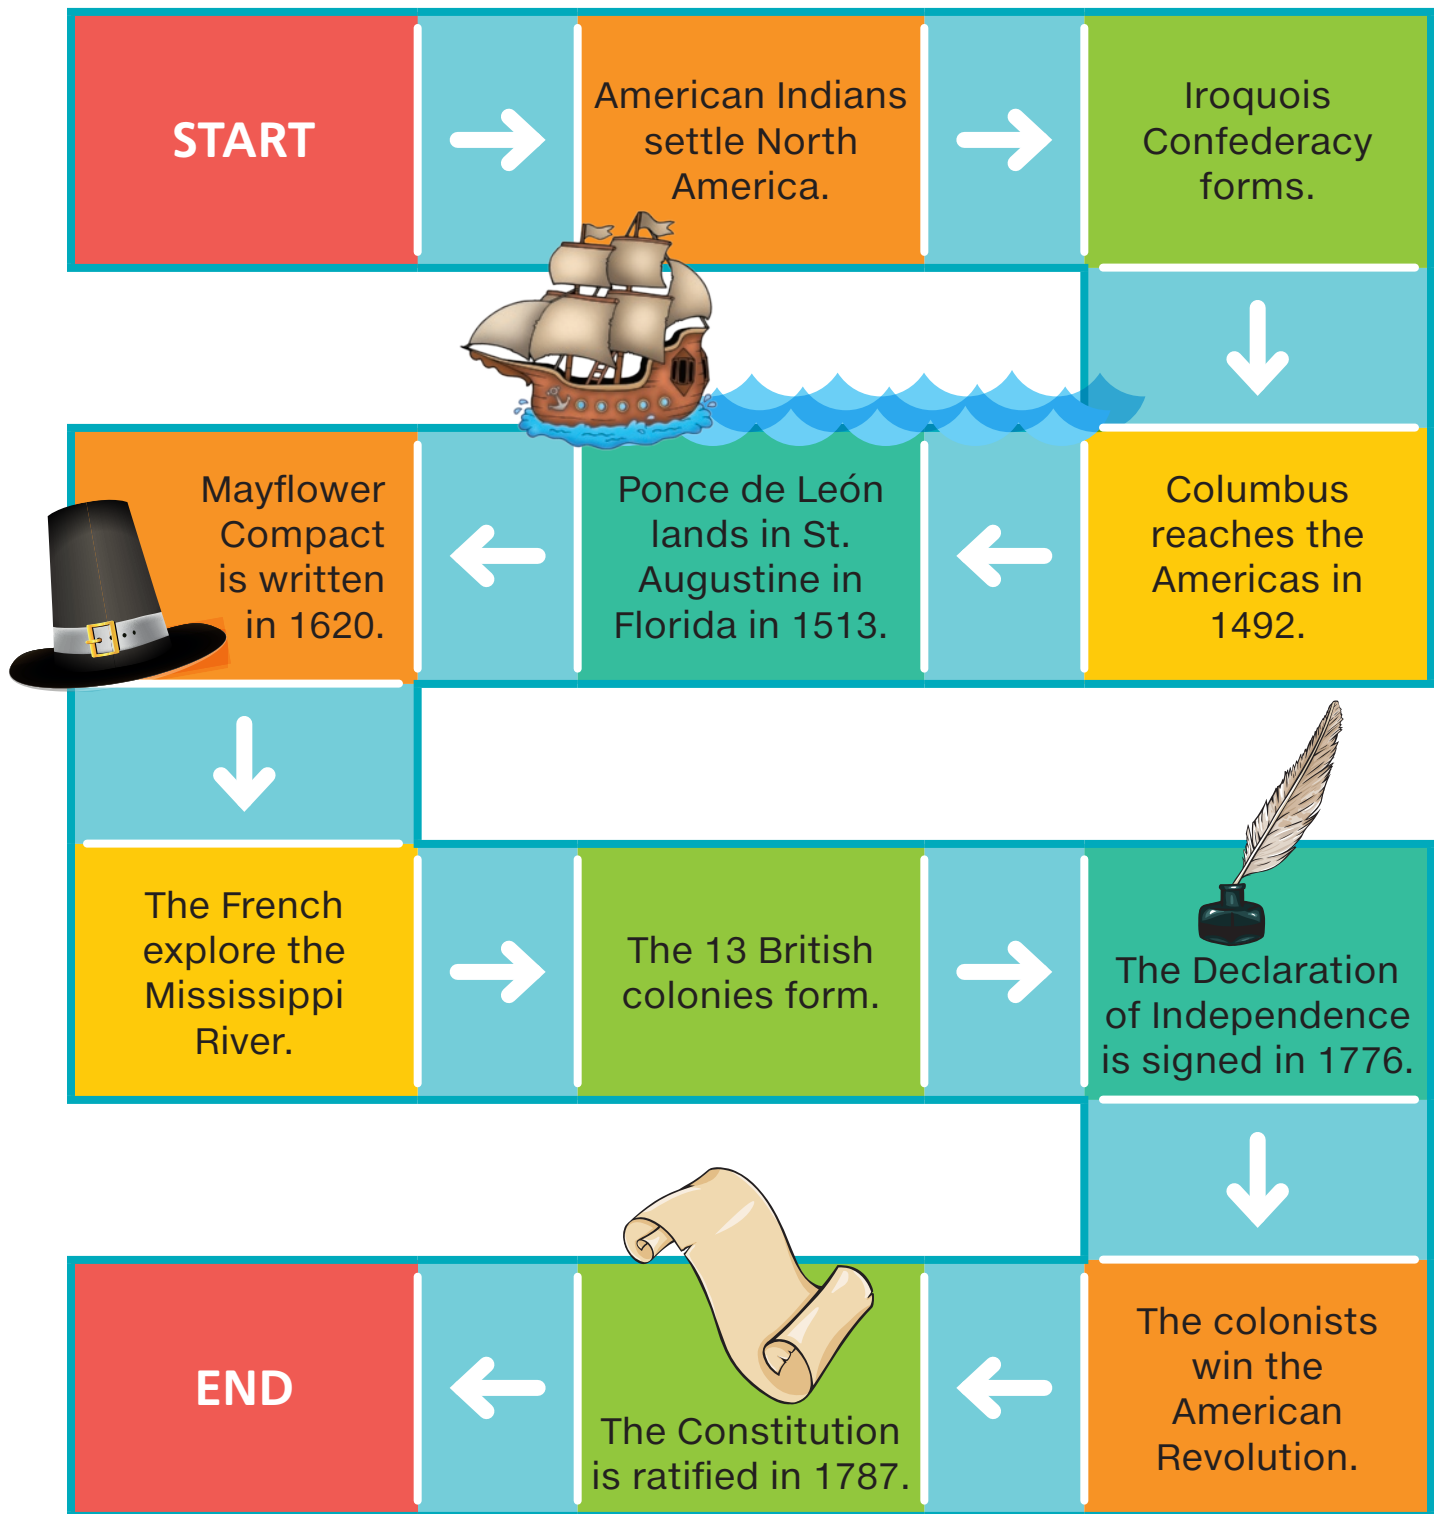 START
American Indians
settle North
America.
Iroquois
Confederacy
forms.
Columbus
reaches the
Americas in
1492.
Ponce de León
lands in St.
Augustine in
Florida in 1513.
Mayflower
Compact
is written
in 1620.
The French
explore the
Mississippi
River.
The 13 British
colonies form.
The Declaration
of Independence
is signed in 1776.
The colonists
win the
American
Revolution.
The Constitution
is ratified in 1787.
END